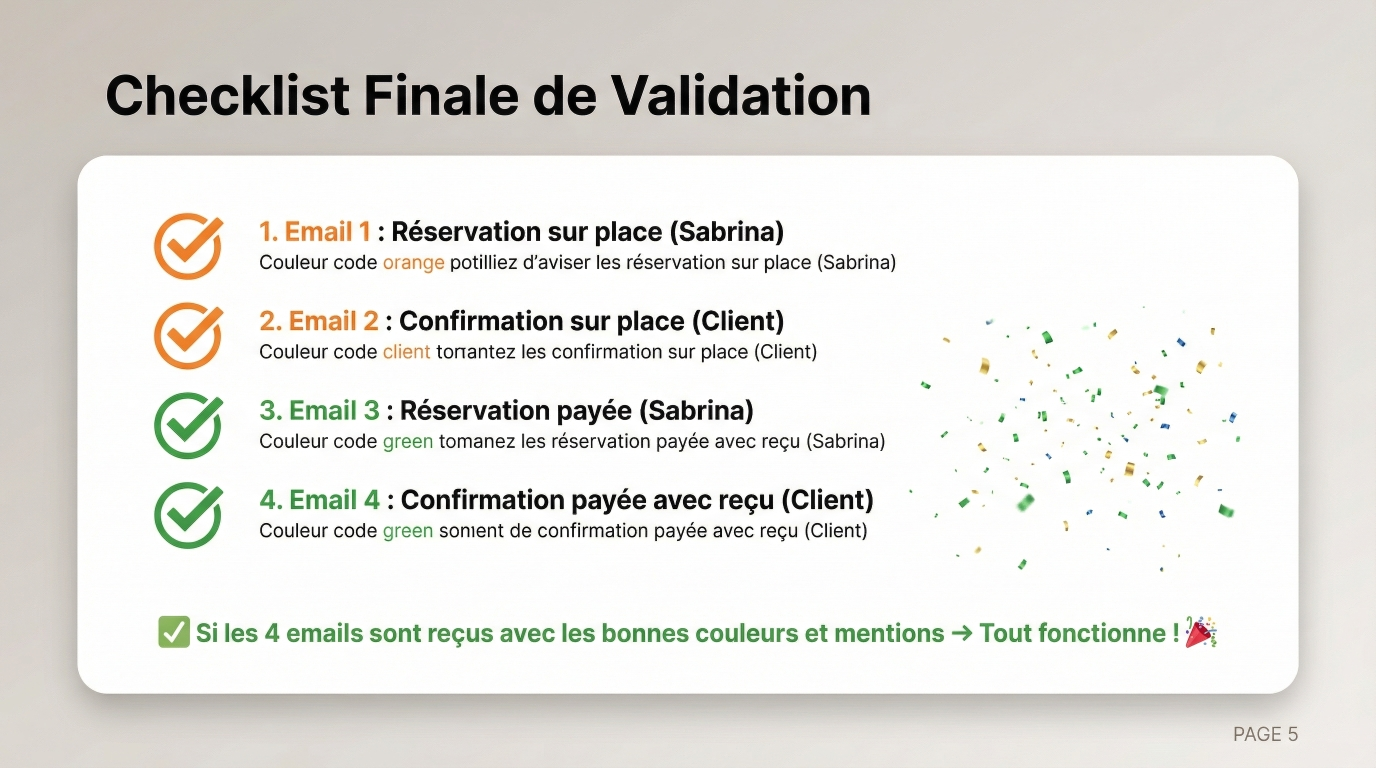 Checklist Finale de Validation
1. Email 1 : Réservation sur place (Sabrina)
Couleur code orange potilliez d'aviser les réservation sur place (Sabrina)
2. Email 2 : Confirmation sur place (Client)
Couleur code client torrantez les confirmation sur place (Client)
3. Email 3 : Réservation payée (Sabrina)
Couleur code green tomanez les réservation payée avec reçu (Sabrina)
4. Email 4 : Confirmation payée avec reçu (Client)
Couleur code green soment de confirmation payée avec reçu (Client)
✅ Si les 4 emails sont reçus avec les bonnes couleurs et mentions → Tout fonctionne ! 🎉
PAGE 5